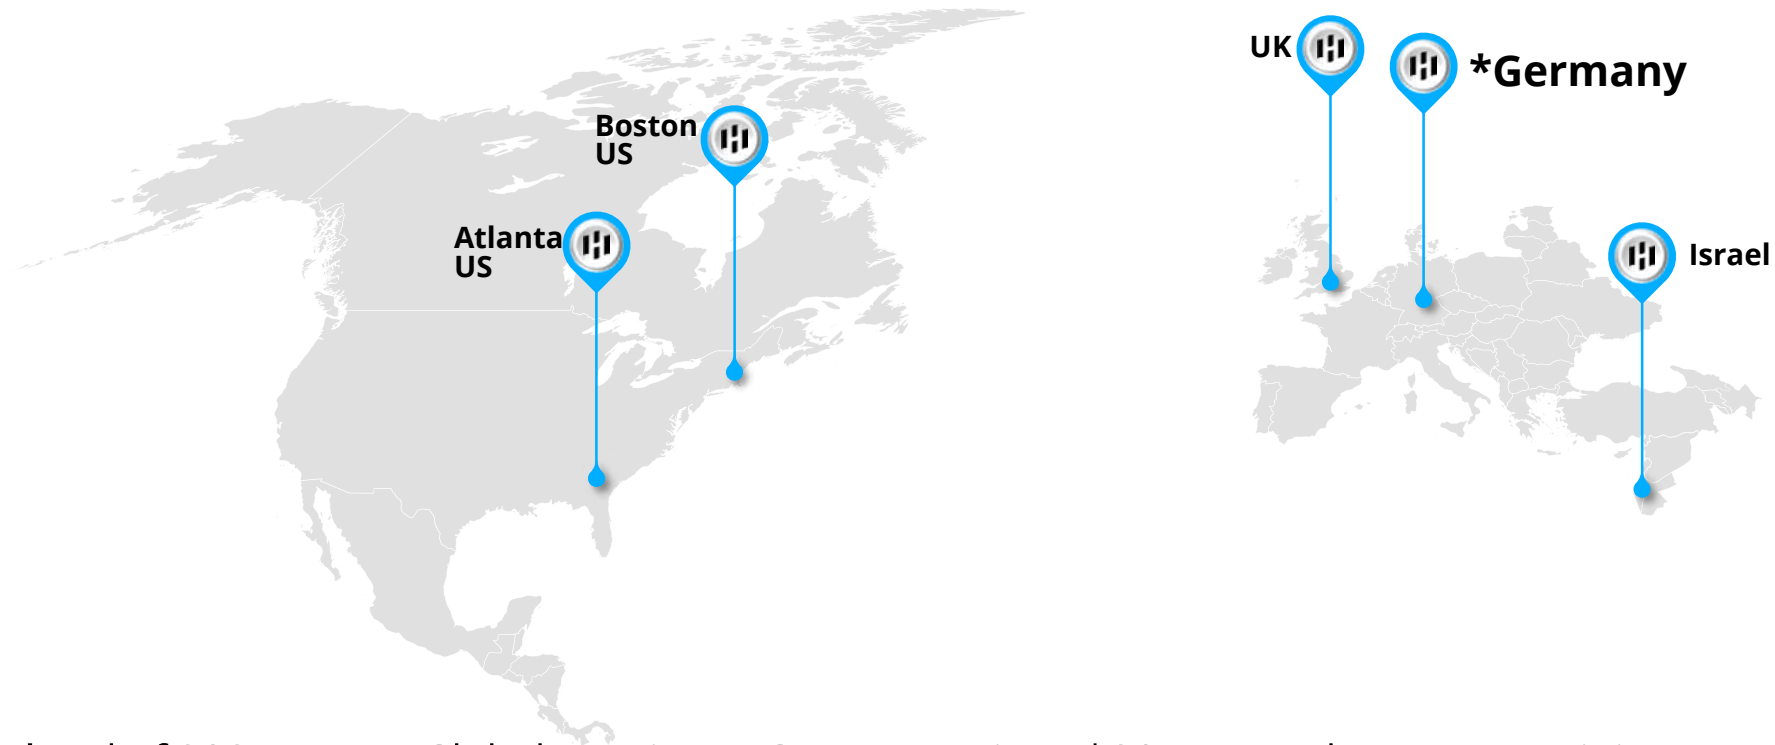 UK
*Germany
Boston
US
Atlanta
US
Israel